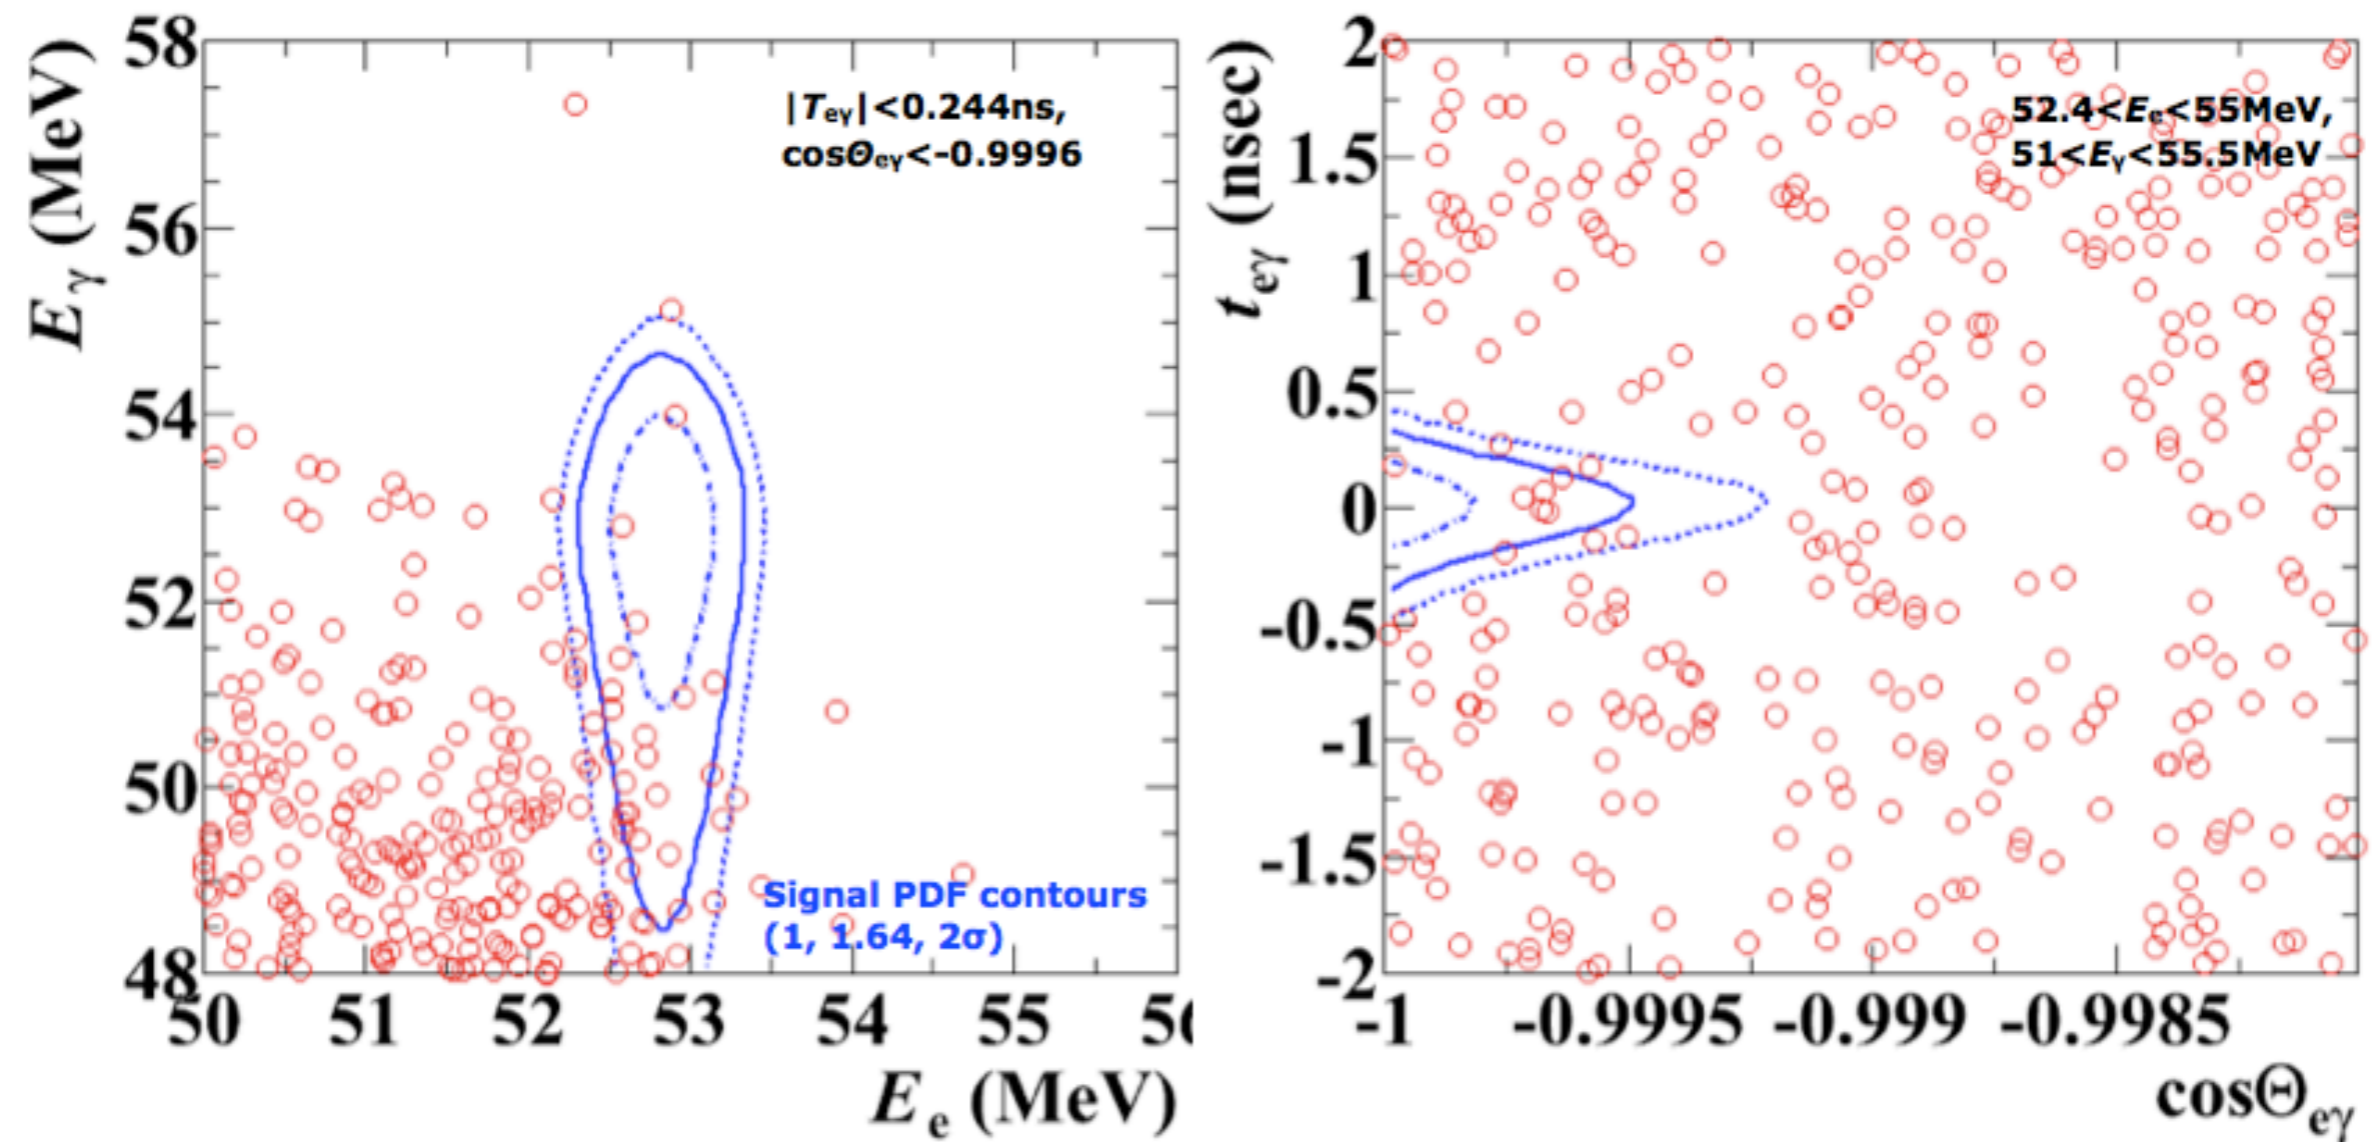 58
56
54
52
50
48
E_γ (MeV)
|T_eγ|<0.244ns,
cosΘ_eγ<-0.9996
Signal PDF contours
(1, 1.64, 2σ)
50 51 52 53 54 55
E_e (MeV)
2
1.5
1
0.5
0
-0.5
-1
-1.5
-2
t_eγ (nsec)
52.4<E_e<55MeV,
51<E_γ<55.5MeV
-1 -0.9995 -0.999 -0.9985
cosΘ_eγ